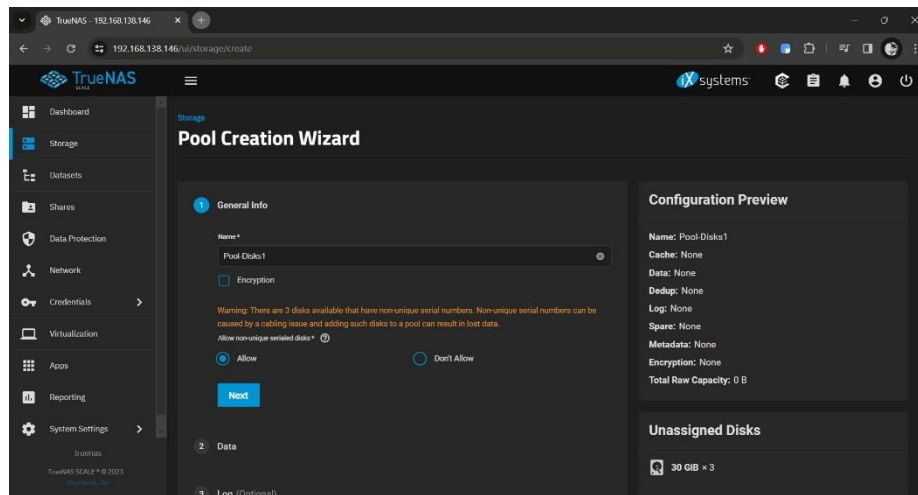 TrueNAS - 192.168.138.146
192.168.138.146/ui/storage/create
TrueNAS
SCALE
iX systems
Dashboard
Storage
Datasets
Shares
Data Protection
Network
Credentials
Virtualization
Apps
Reporting
System Settings
truenas
TrueNAS SCALE ® © 2023
iXsystems, Inc
Storage
Pool Creation Wizard
1 General Info
Name *
Pool-Disks1
Encryption
Warning: There are 3 disks available that have non-unique serial numbers. Non-unique serial numbers can be
caused by a cabling issue and adding such disks to a pool can result in lost data.
Allow non-unique serialed disks *
Allow
Don't Allow
Next
2 Data
3 Log (Optional)
Configuration Preview
Name: Pool-Disks1
Cache: None
Data: None
Dedup: None
Log: None
Spare: None
Metadata: None
Encryption: None
Total Raw Capacity: 0 B
Unassigned Disks
30 GiB × 3